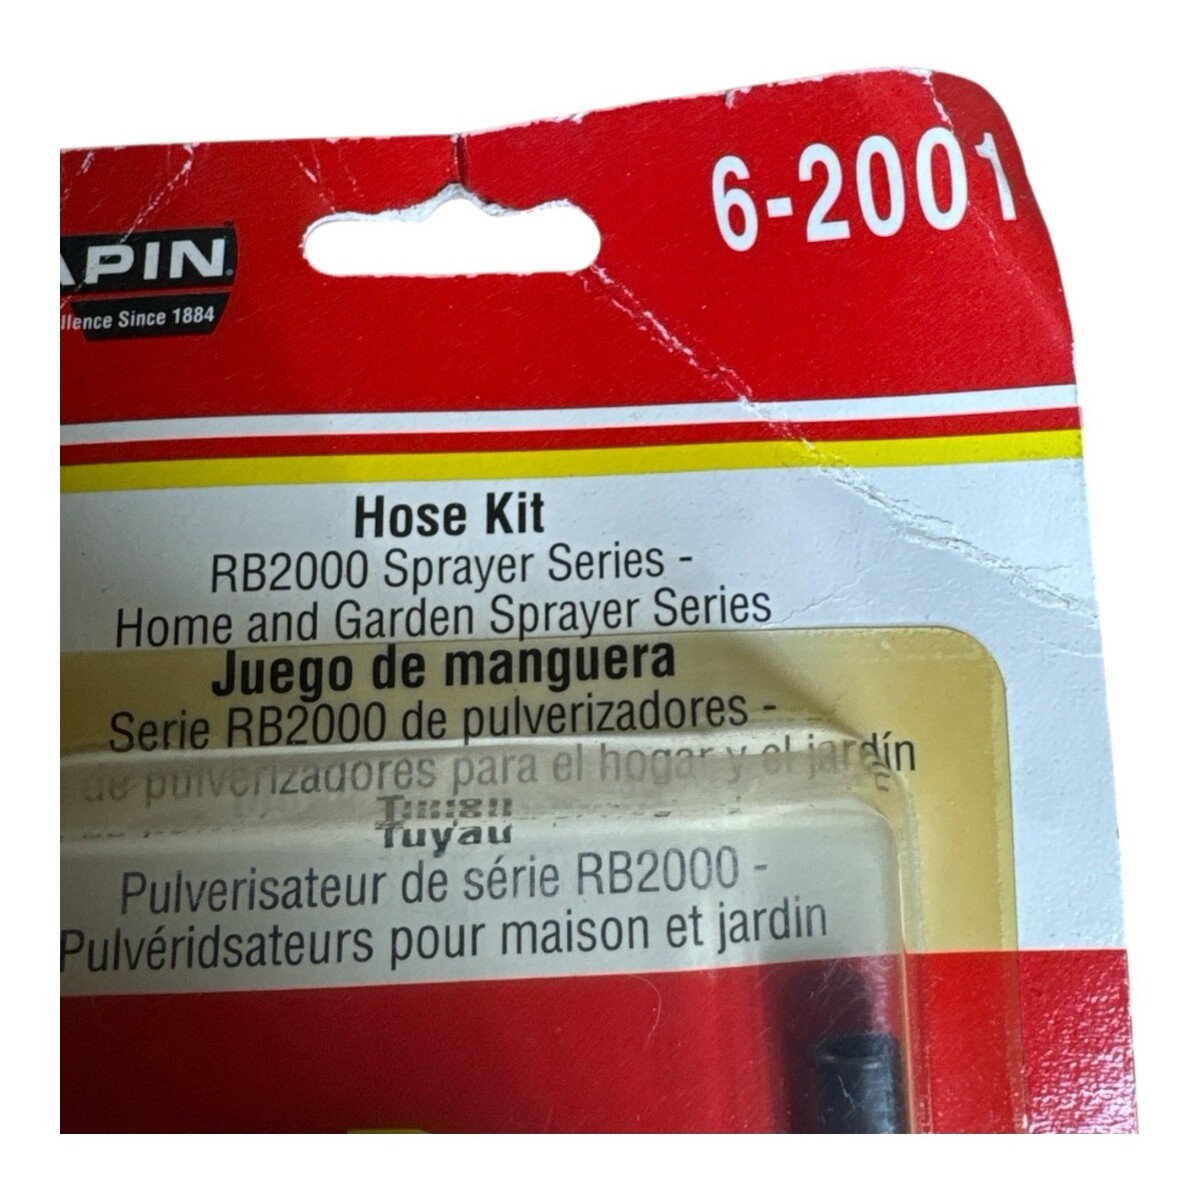 6-2001
APIN
llence Since 1884
Hose Kit
RB2000 Sprayer Series -
Home and Garden Sprayer Series
Juego de manguera
Serie RB2000 de pulverizadores -
de pulverizadores para el hogar y el jardín
Tuyau
Pulverisateur de série RB2000 -
Pulvéridsateurs pour maison et jardin